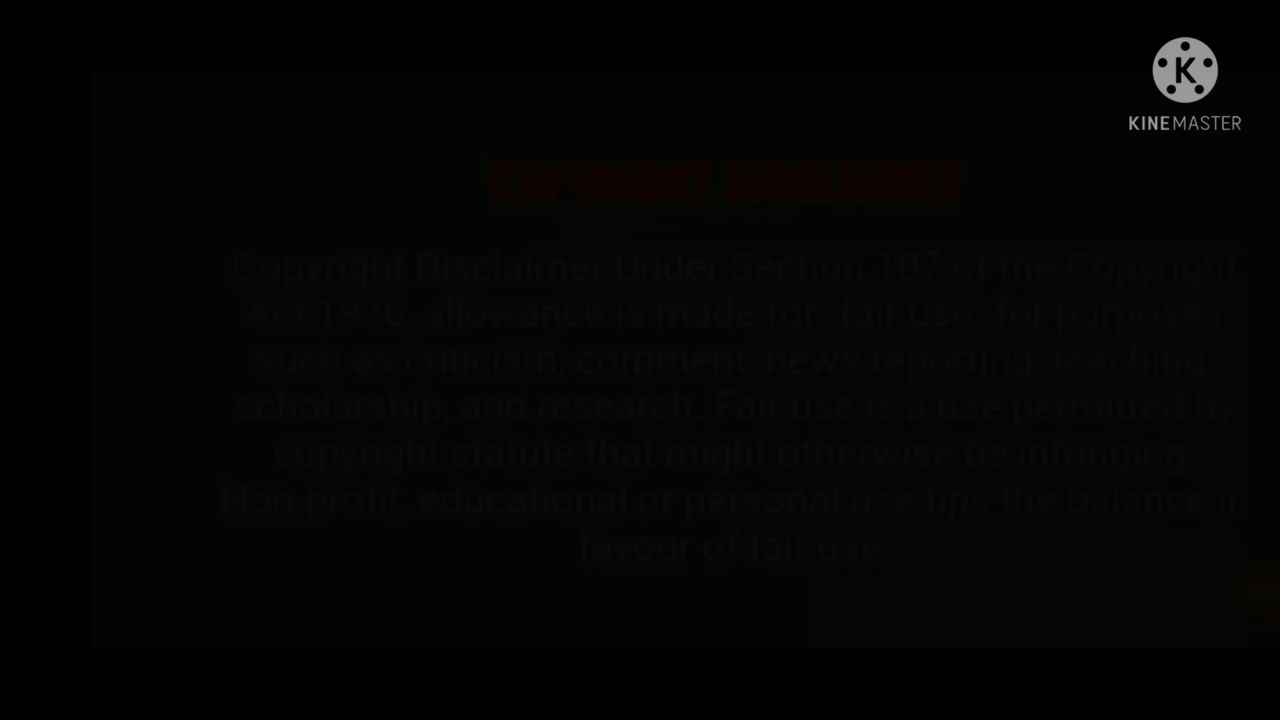 K
KINEMASTER
COPYRIGHT DISCLAIMER
Copyright Disclaimer Under Section 107 of the Copyright
Act 1976, allowance is made for "fair use" for purposes
such as criticism, comment, news reporting, teaching,
scholarship, and research. Fair use is a use permitted by
copyright statute that might otherwise be infringing
Non-profit, educational or personal use tips the balance in
favour of fair use